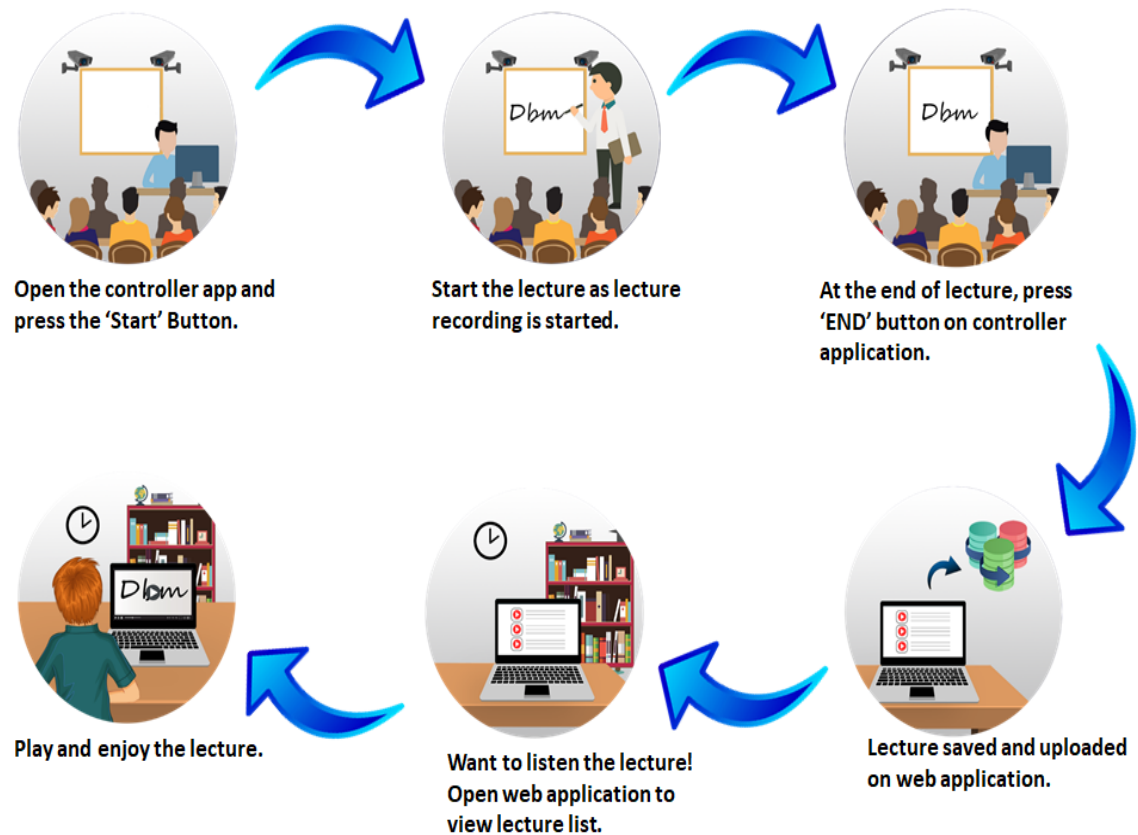 Dbm
Dbm
Open the controller app and
press the ‘Start’ Button.
Start the lecture as lecture
recording is started.
At the end of lecture, press
‘END’ button on controller
application.
Dbm
Play and enjoy the lecture.
Want to listen the lecture!
Open web application to
view lecture list.
Lecture saved and uploaded
on web application.